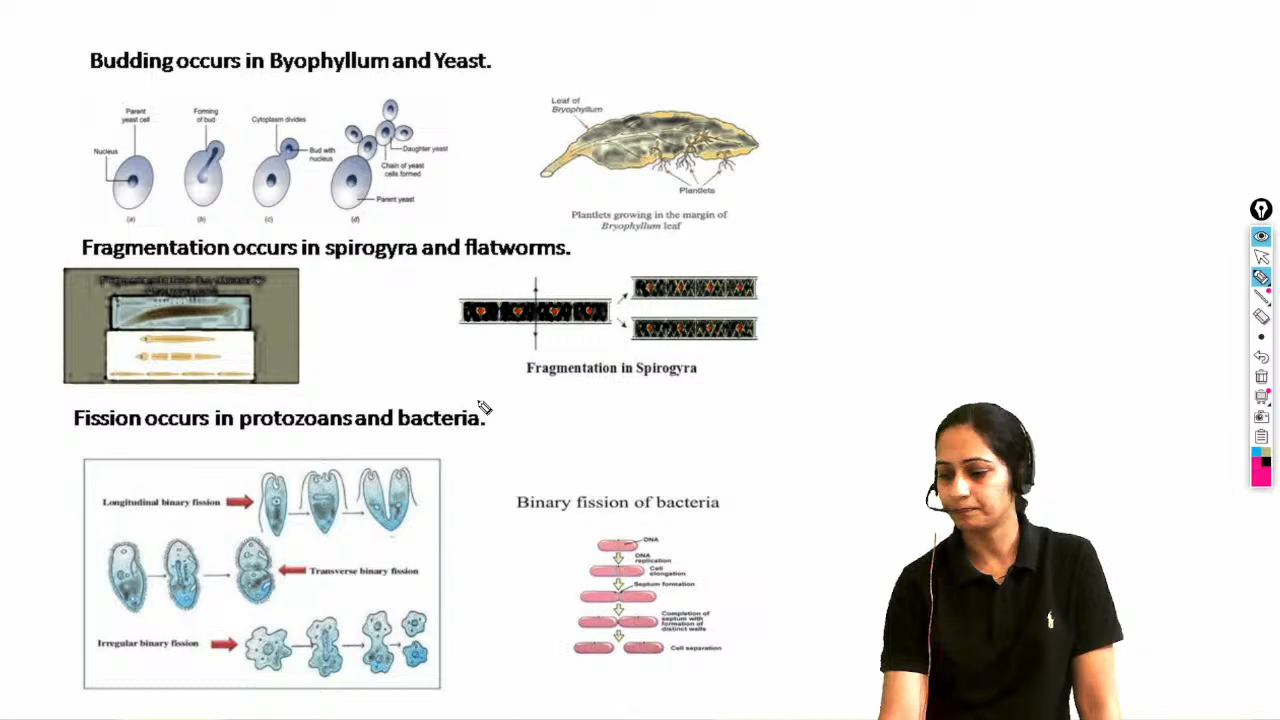 Budding occurs in Byophyllum and Yeast.
Parent
yeast cell
Forming
of bud
Cytoplasm divides
Nucleus
Bud with
nucleus
Daughter yeast
Chain of yeast
cells formed
Parent yeast
(a)
(b)
(c)
(d)
Leaf of
Bryophyllum
Plantlets
Plantlets growing in the margin of
Bryophyllum leaf
Fragmentation occurs in spirogyra and flatworms.
Fragmentation in Spirogyra
Fission occurs in protozoans and bacteria.
Longitudinal binary fission
Transverse binary fission
Irregular binary fission
Binary fission of bacteria
DNA
DNA
replication
Cell
elongation
Septum formation
Completion of
septum with
formation of
distinct walls
Cell separation